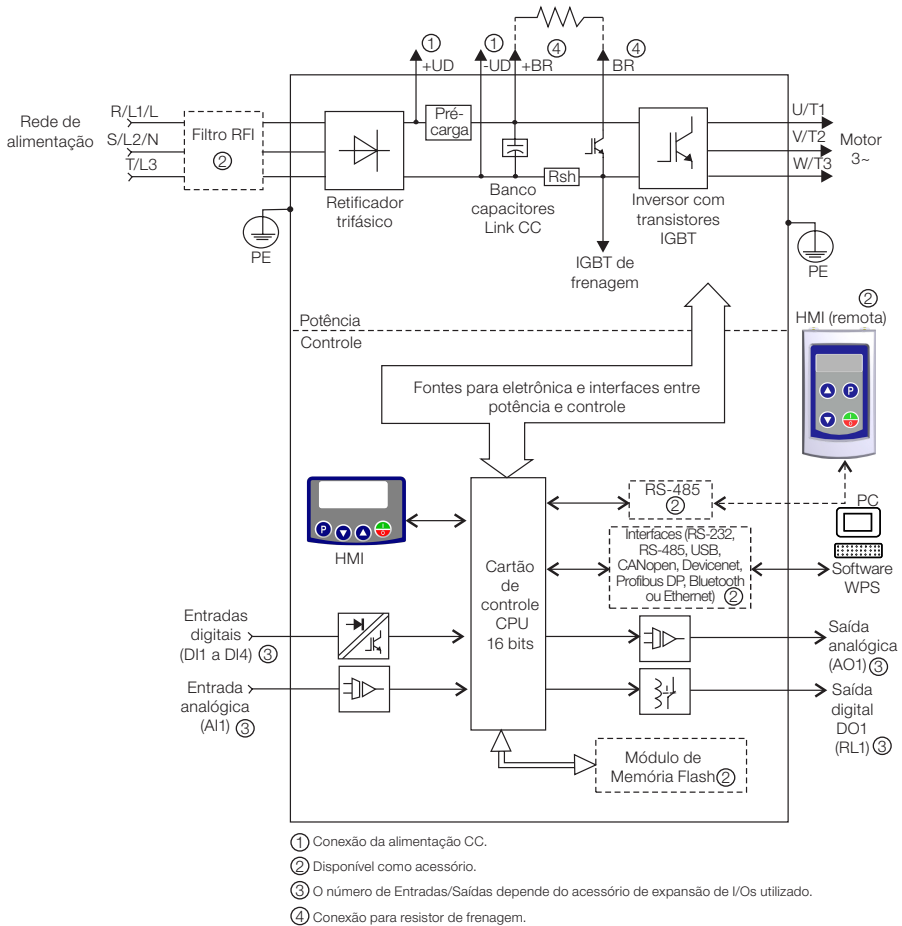 ①
+UD
①
-UD
④
+BR
④
BR
Rede de
alimentação
R/L1/L
S/L2/N
T/L3
Filtro RFI
②
Pré-
carga
Rsh
U/T1
V/T2
W/T3
Motor
3~
Retificador
trifásico
Banco
capacitores
Link CC
Inversor com
transistores
IGBT
PE
PE
IGBT de
frenagem
Potência
Controle
②
HMI (remota)
P
I
0
Fontes para eletrônica e interfaces entre
potência e controle
P
I
0
HMI
RS-485
②
PC
Interfaces (RS-232,
RS-485, USB,
CANopen, Devicenet,
Profibus DP, Bluetooth
ou Ethernet) ②
Software
WPS
Cartão
de
controle
CPU
16 bits
Entradas
digitais
(DI1 a DI4) ③
Entrada
analógica
(AI1) ③
Saída
analógica
(AO1) ③
Saída
digital
DO1
(RL1) ③
Módulo de
Memória Flash ②
① Conexão da alimentação CC.
② Disponível como acessório.
③ O número de Entradas/Saídas depende do acessório de expansão de I/Os utilizado.
④ Conexão para resistor de frenagem.